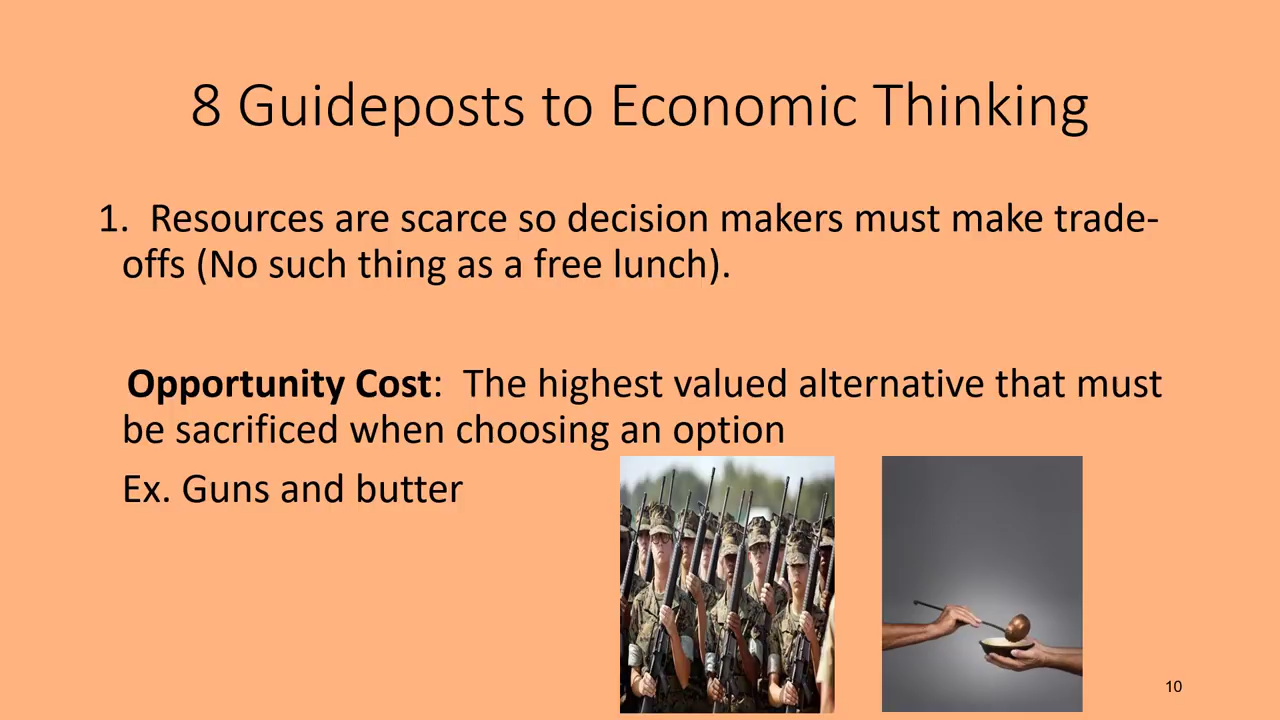 8 Guideposts to Economic Thinking
1. Resources are scarce so decision makers must make trade-
offs (No such thing as a free lunch).
Opportunity Cost: The highest valued alternative that must
be sacrificed when choosing an option
Ex. Guns and butter
10